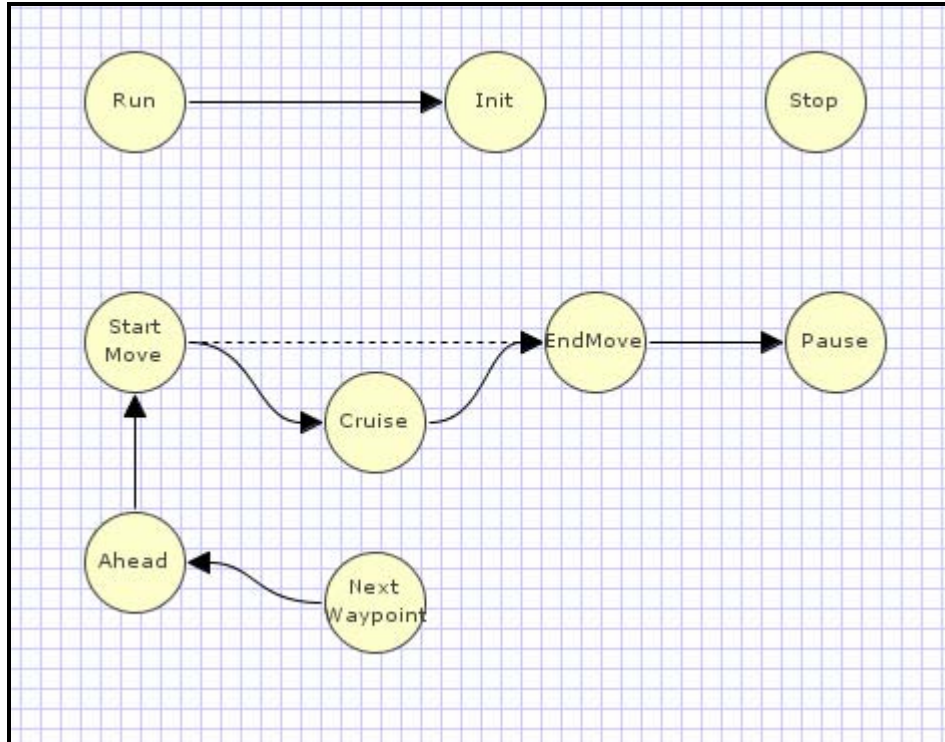 Run
Init
Stop
Start
Move
EndMove
Pause
Cruise
Ahead
Next
Waypoint